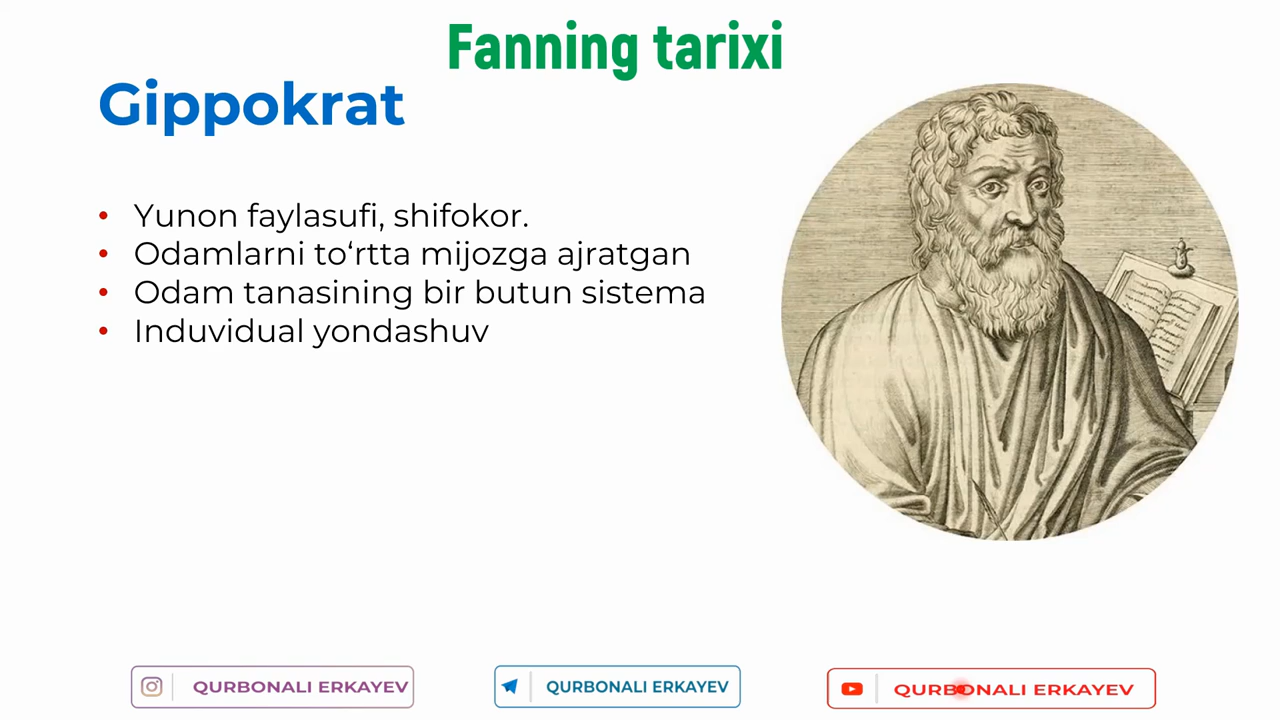 Fanning tarixi
Gippokrat
• Yunon faylasufi, shifokor.
• Odamlarni to‘rtta mijozga ajratgan
• Odam tanasining bir butun sistema
• Induvidual yondashuv
QURBONALI ERKAYEV
QURBONALI ERKAYEV
QURBONALI ERKAYEV